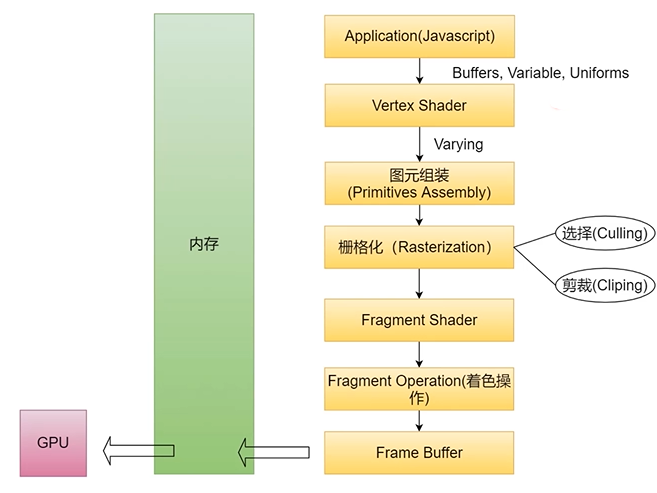 Application(Javascript)
Buffers, Variable, Uniforms
Vertex Shader
Varying
图元组装
(Primitives Assembly)
内存
栅格化（Rasterization）
选择(Culling)
剪裁(Cliping)
Fragment Shader
Fragment Operation(着色操
作)
GPU
Frame Buffer